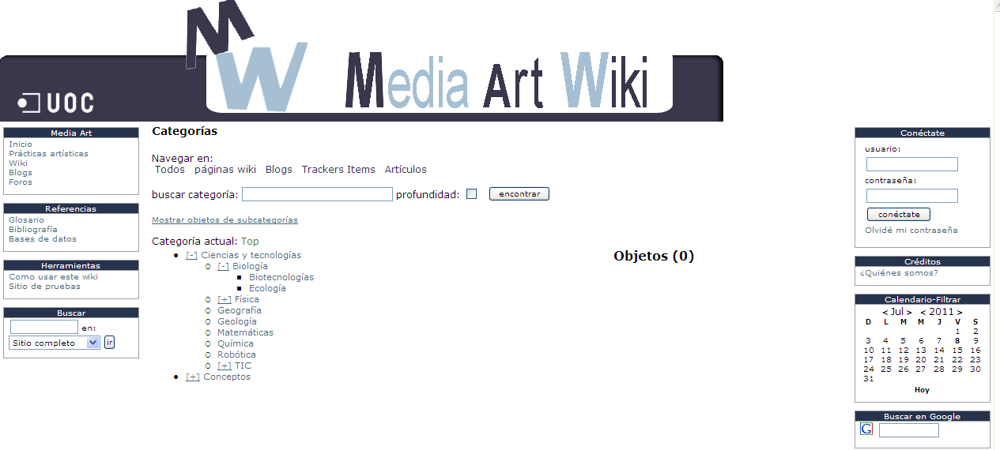 MW
Media Art Wiki
UOC
Media Art
Inicio
Prácticas artísticas
Wiki
Blogs
Foros
Referencias
Glosario
Bibliografía
Bases de datos
Herramientas
Como usar este wiki
Sitio de pruebas
Buscar
en:
Sitio completo ir
Categorías
Navegar en:
Todos páginas wiki Blogs Trackers Items Artículos
buscar categoría: profundidad: encontrar
Mostrar objetos de subcategorías
Categoría actual: Top
[-] Ciencias y tecnologías
[-] Biología
Biotecnologías
Ecología
[+] Física
Geografía
Geología
Matemáticas
Química
Robótica
[+] TIC
[+] Conceptos
Objetos (0)
Conéctate
usuario:
contraseña:
conéctate
Olvidé mi contraseña
Créditos
¿Quiénes somos?
Calendario-Filtrar
< Jul > < 2011 >
D L M M J V S
1 2
3 4 5 6 7 8 9
10 11 12 13 14 15 16
17 18 19 20 21 22 23
24 25 26 27 28 29 30
31
Hoy
Buscar en Google
G